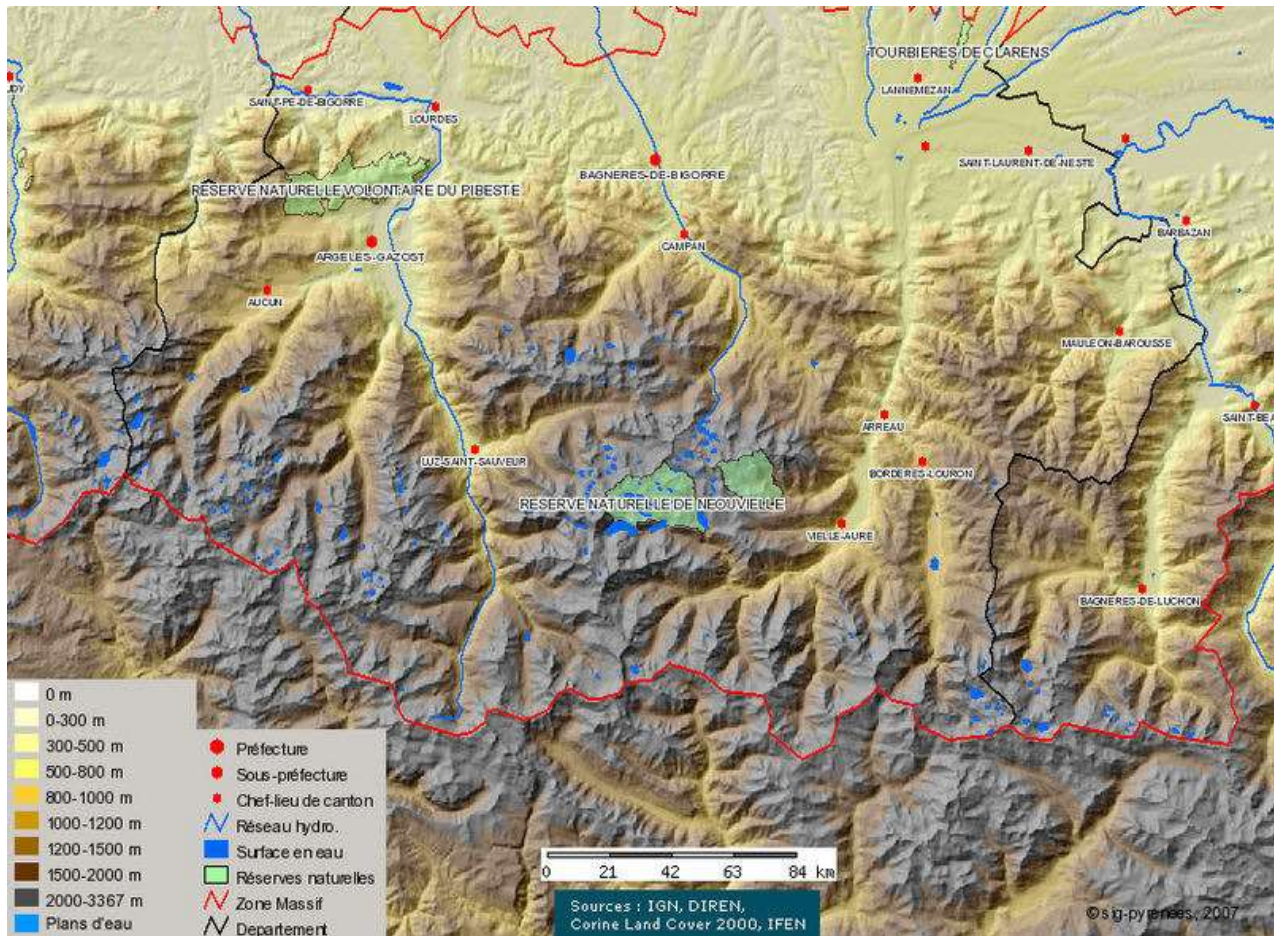 TOURBIERES DE CLARENS
UDY
LANNEMEZAN
SAINT-PE-DE-BIGORRE
LOURDES
SAINT-LAURENT-DE-NESTE
BAGNERES-DE-BIGORRE
RESERVE NATURELLE VOLONTAIRE DU PIBESTE
BARBAZAN
CAMPAN
ARGELES-GAZOST
AUCUN
MAULEON-BAROUSSE
SAINT-BEA
ARREAU
LUZ-SAINT-SAUVEUR
BORDERES-LOURON
RESERVE NATURELLE DE NEOUVIELLE
VIELLE-AURE
BAGNERES-DE-LUCHON
0 m
0-300 m
300-500 m
500-800 m
800-1000 m
1000-1200 m
1200-1500 m
1500-2000 m
2000-3367 m
Plans d'eau
Préfecture
Sous-préfecture
Chef-lieu de canton
Réseau hydro.
Surface en eau
Réserves naturelles
Zone Massif
Departement
0 21 42 63 84 km
Sources : IGN, DIREN,
Corine Land Cover 2000, IFEN
© sig-pyrenees, 2007